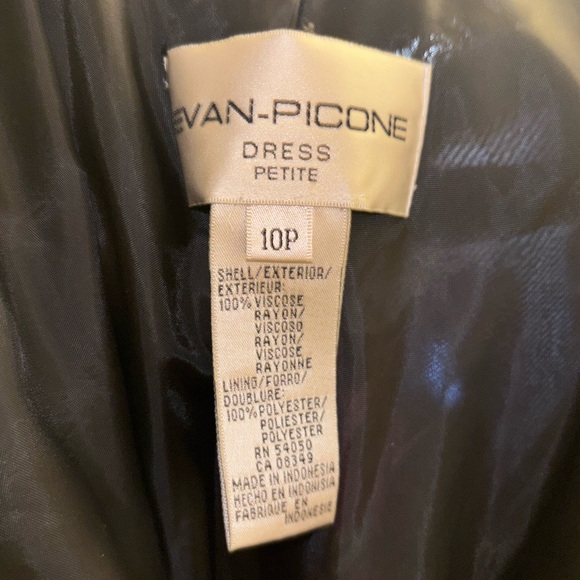 EVAN-PICONE
DRESS
PETITE
10P
SHELL/EXTERIOR/
EXTERIEUR:
100% VISCOSE
RAYON/
VISCOSO
RAYON/
VISCOSE
RAYONNE
LINING/FORRO/
DOUBLURE:
100% POLYESTER/
POLIESTER/
POLYESTER
RN 54050
CA 08349
MADE IN INDONESIA
HECHO EN INDONISIA
FABRIQUE EN
INDONESIE